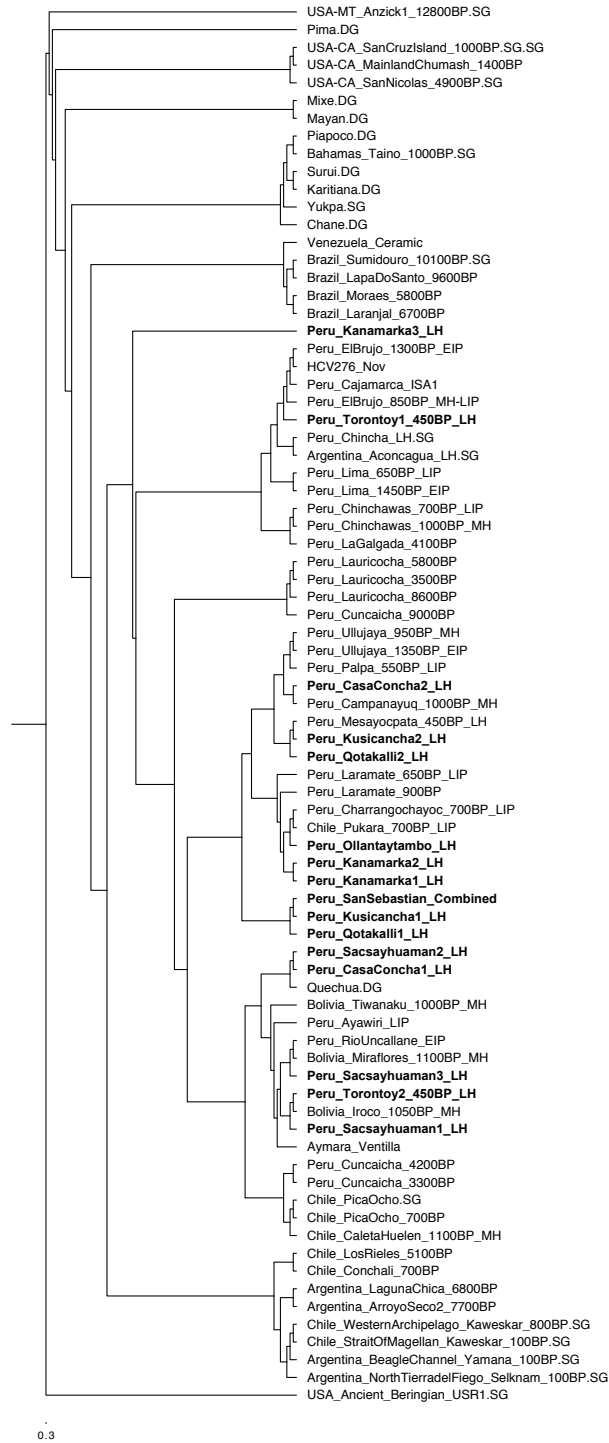 USA-MT_Anzick1_12800BP.SG
Pima.DG
USA-CA_SanCruzIsland_1000BP.SG.SG
USA-CA_MainlandChumash_1400BP
USA-CA_SanNicolas_4900BP.SG
Mixe.DG
Mayan.DG
Piapoco.DG
Bahamas_Taino_1000BP.SG
Surui.DG
Karitiana.DG
Yukpa.SG
Chane.DG
Venezuela_Ceramic
Brazil_Sumidouro_10100BP.SG
Brazil_LapaDoSanto_9600BP
Brazil_Moraes_5800BP
Brazil_Laranjal_6700BP
Peru_Kanamarka3_LH
Peru_ElBrujo_1300BP_EIP
HCV276_Nov
Peru_Cajamarca_ISA1
Peru_ElBrujo_850BP_MH-LIP
Peru_Torontoy1_450BP_LH
Peru_Chincha_LH.SG
Argentina_Aconcagua_LH.SG
Peru_Lima_650BP_LIP
Peru_Lima_1450BP_EIP
Peru_Chinchawas_700BP_LIP
Peru_Chinchawas_1000BP_MH
Peru_LaGalgada_4100BP
Peru_Lauricocha_5800BP
Peru_Lauricocha_3500BP
Peru_Lauricocha_8600BP
Peru_Cuncaicha_9000BP
Peru_Ullujaya_950BP_MH
Peru_Ullujaya_1350BP_EIP
Peru_Palpa_550BP_LIP
Peru_CasaConcha2_LH
Peru_Campanayuq_1000BP_MH
Peru_Mesayocpata_450BP_LH
Peru_Kusicancha2_LH
Peru_Qotakalli2_LH
Peru_Laramate_650BP_LIP
Peru_Laramate_900BP
Peru_Charrangochayoc_700BP_LIP
Chile_Pukara_700BP_LIP
Peru_Ollantaytambo_LH
Peru_Kanamarka2_LH
Peru_Kanamarka1_LH
Peru_SanSebastian_Combined
Peru_Kusicancha1_LH
Peru_Qotakalli1_LH
Peru_Sacsayhuaman2_LH
Peru_CasaConcha1_LH
Quechua.DG
Bolivia_Tiwanaku_1000BP_MH
Peru_Ayawiri_LIP
Peru_RioUncallane_EIP
Bolivia_Miraflores_1100BP_MH
Peru_Sacsayhuaman3_LH
Peru_Torontoy2_450BP_LH
Bolivia_Iroco_1050BP_MH
Peru_Sacsayhuaman1_LH
Aymara_Ventilla
Peru_Cuncaicha_4200BP
Peru_Cuncaicha_3300BP
Chile_PicaOcho.SG
Chile_PicaOcho_700BP
Chile_CaletaHuelen_1100BP_MH
Chile_LosRieles_5100BP
Chile_Conchali_700BP
Argentina_LagunaChica_6800BP
Argentina_ArroyoSeco2_7700BP
Chile_WesternArchipelago_Kaweskar_800BP.SG
Chile_StraitOfMagellan_Kaweskar_100BP.SG
Argentina_BeagleChannel_Yamana_100BP.SG
Argentina_NorthTierradelFiego_Selknam_100BP.SG
USA_Ancient_Beringian_USR1.SG
0.3